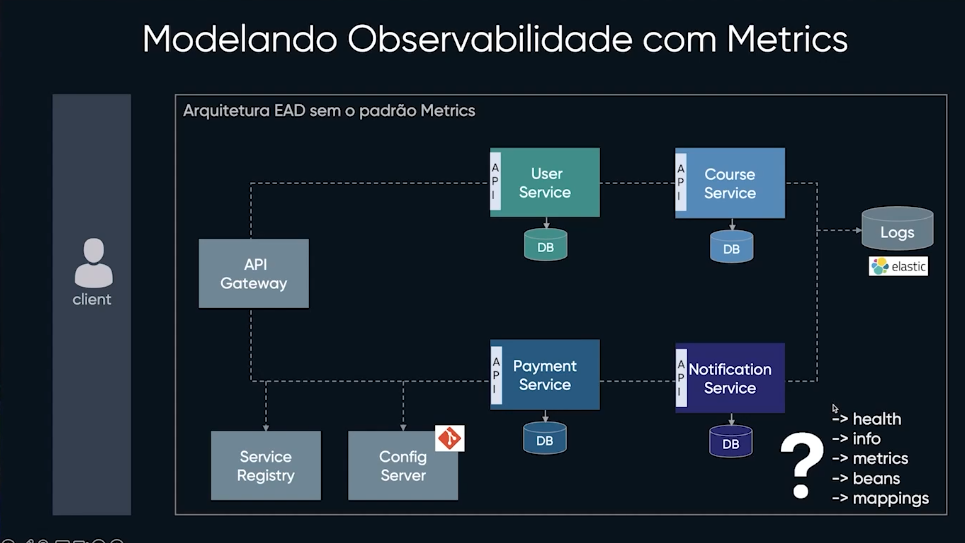 Modelando Observabilidade com Metrics
Arquitetura EAD sem o padrão Metrics
client
API
Gateway
API
User
Service
DB
API
Course
Service
DB
Logs
elastic
API
Payment
Service
DB
API
Notification
Service
DB
Service
Registry
Config
Server
?
-> health
-> info
-> metrics
-> beans
-> mappings